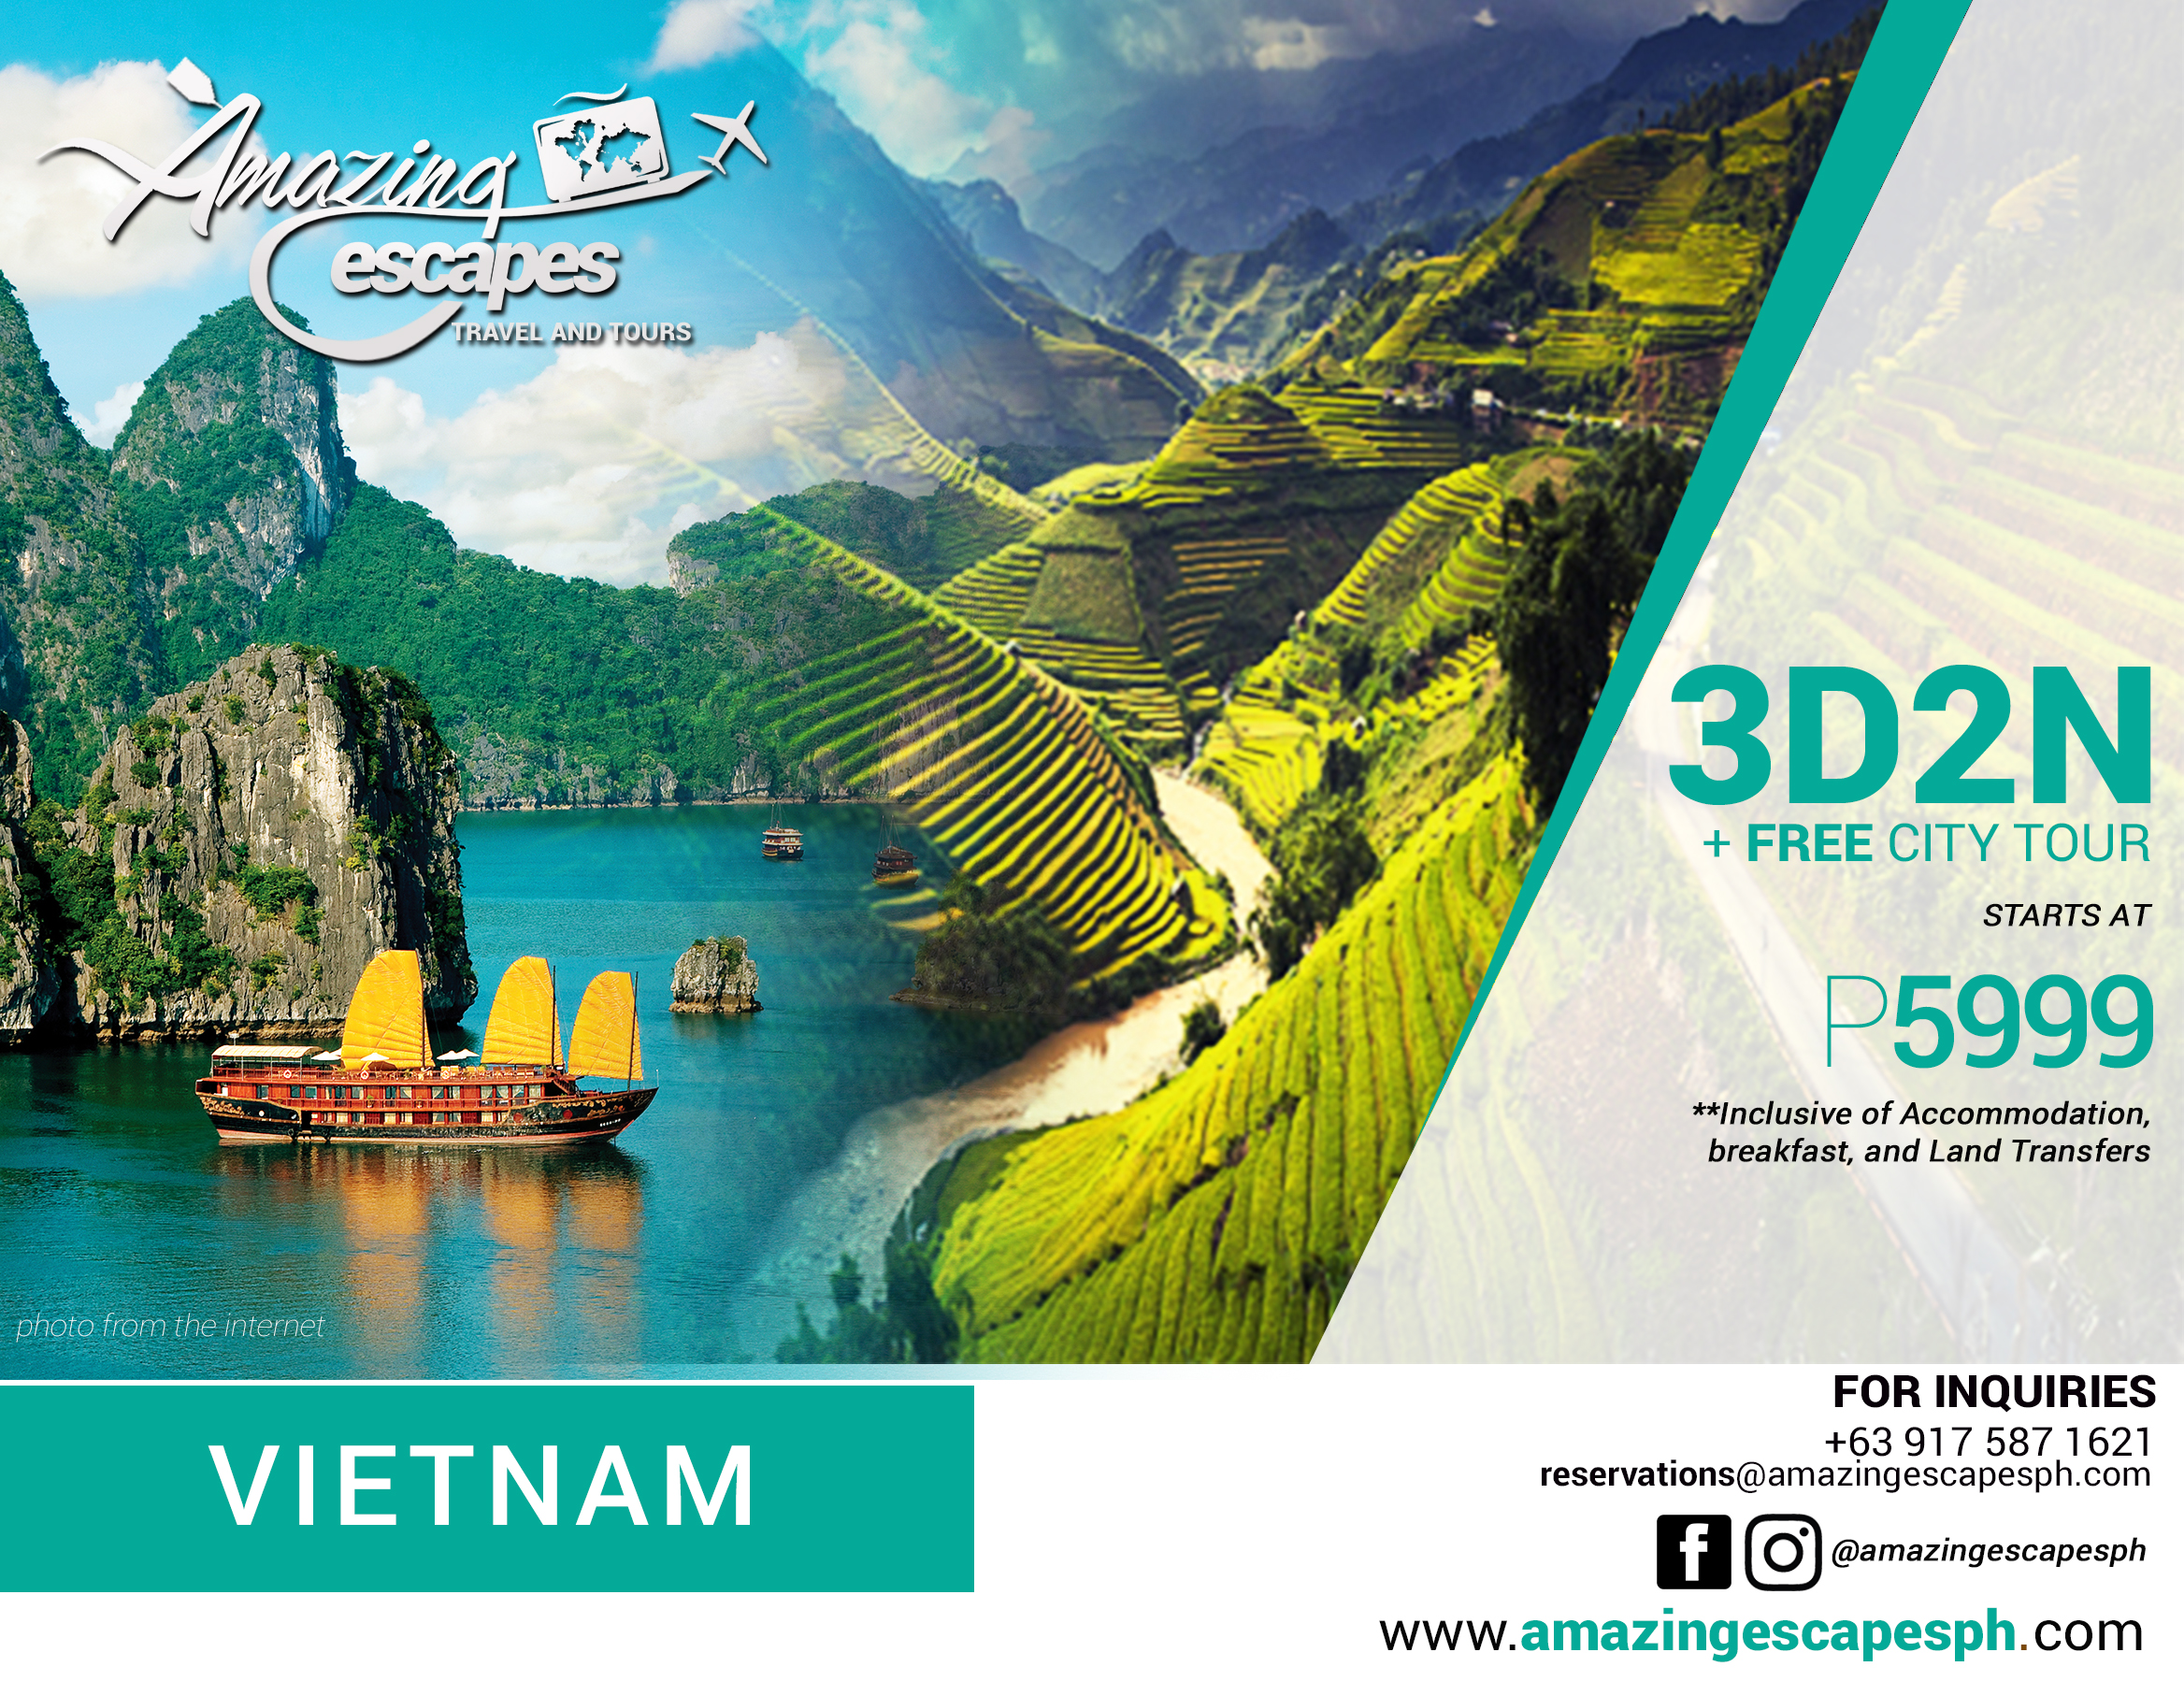 Amazing
escapes
TRAVEL AND TOURS
3D2N
+ FREE CITY TOUR
STARTS AT
P5999
**Inclusive of Accommodation,
breakfast, and Land Transfers
photo from the internet
VIETNAM
FOR INQUIRIES
+63 917 587 1621
reservations@amazingescapesph.com
f @amazingescapesph
www.amazingescapesph.com